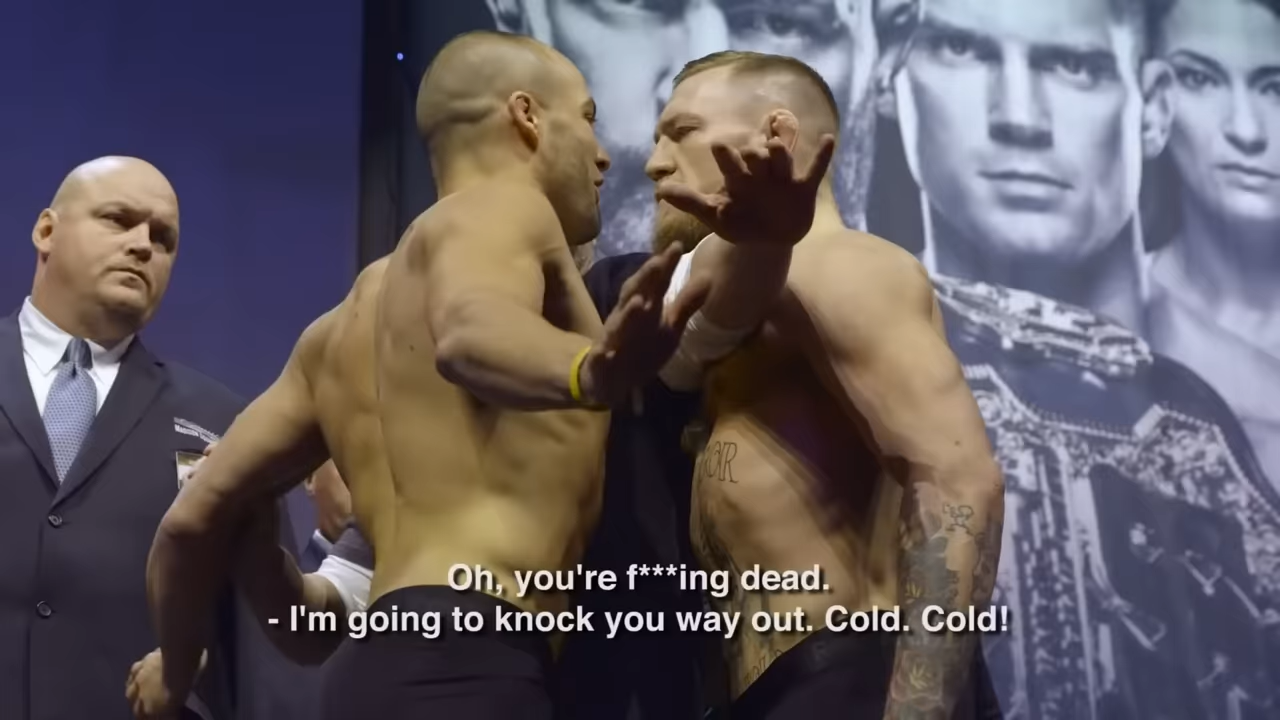 Oh, you're f***ing dead.
- I'm going to knock you way out. Cold. Cold!